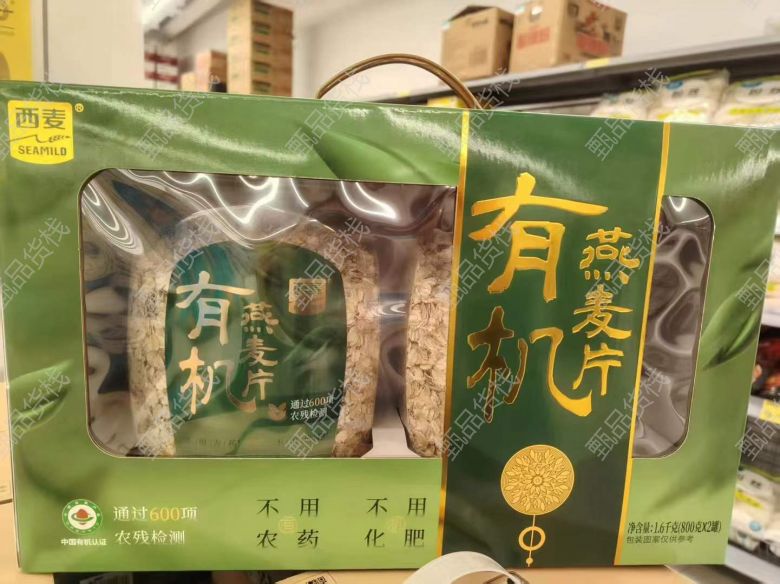 西麦®
SEAMILD
有机
燕麦片
有机
燕麦片
通过600项
农残检测
中国有机认证
通过600项
农残检测
不用
农药
不用
化肥
净含量:1.6千克(800克X2罐)
包装图案仅供参考
甄品货栈